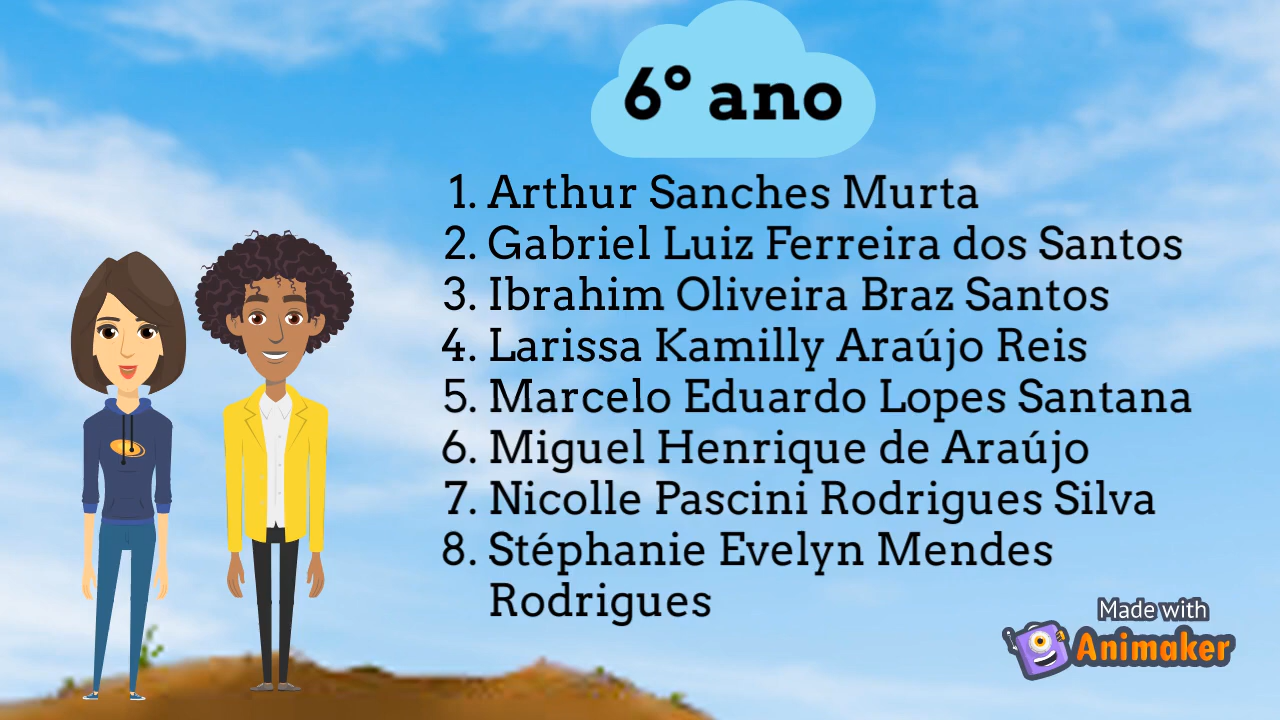 6º ano
1. Arthur Sanches Murta
2. Gabriel Luiz Ferreira dos Santos
3. Ibrahim Oliveira Braz Santos
4. Larissa Kamilly Araújo Reis
5. Marcelo Eduardo Lopes Santana
6. Miguel Henrique de Araújo
7. Nicolle Pascini Rodrigues Silva
8. Stéphanie Evelyn Mendes
Rodrigues
Made with
Animaker